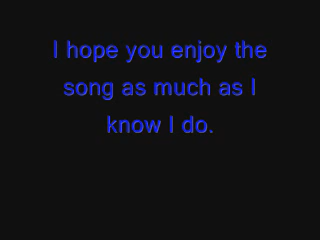 I hope you enjoy the
song as much as I
know I do.